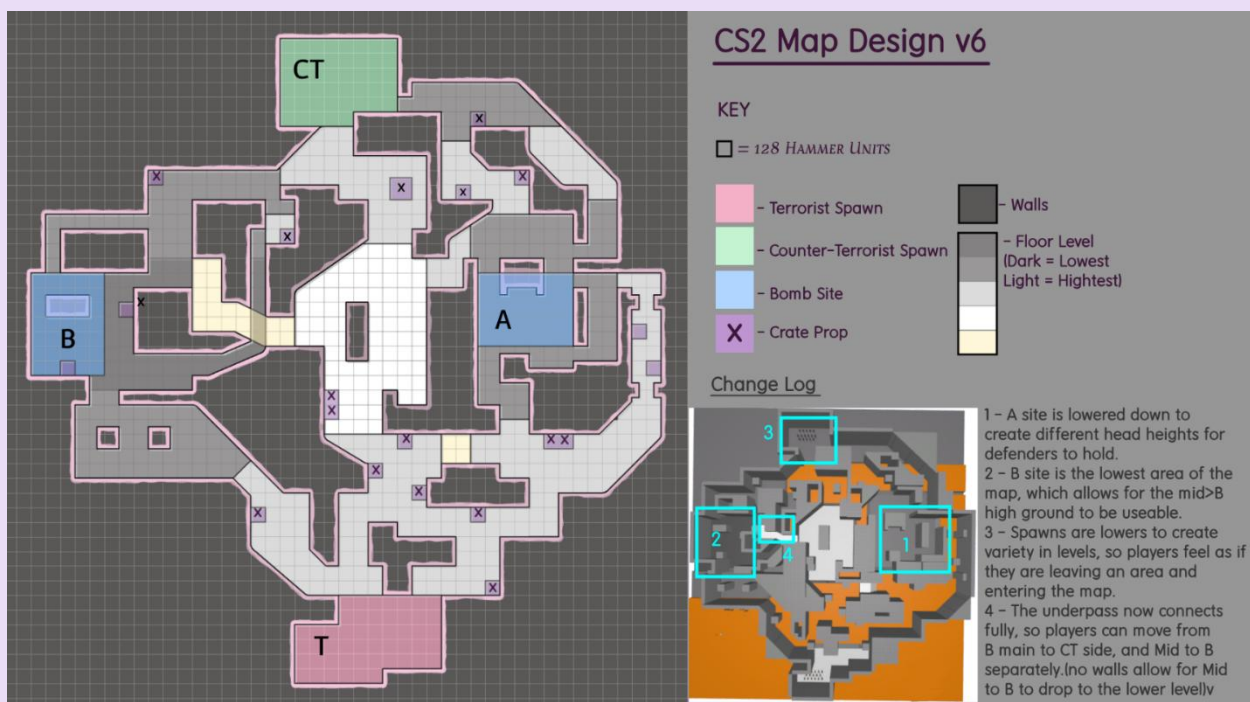 CS2 Map Design v6
KEY
= 128 HAMMER UNITS
- Terrorist Spawn
- Counter-Terrorist Spawn
- Bomb Site
X - Crate Prop
- Walls
- Floor Level
(Dark = Lowest
Light = Hightest)
CT
X
X
X
X
X
X
X
X
B
A
X
X
X
X
X
X
X
X
X
X
T
Change Log
3
2
4
1
1 - A site is lowered down to
create different head heights for
defenders to hold.
2 - B site is the lowest area of the
map, which allows for the mid>B
high ground to be useable.
3 - Spawns are lowers to create
variety in levels, so players feel as if
they are leaving an area and
entering the map.
4 - The underpass now connects
fully, so players can move from
B main to CT side, and Mid to B
separately.(no walls allow for Mid
to B to drop to the lower level)v